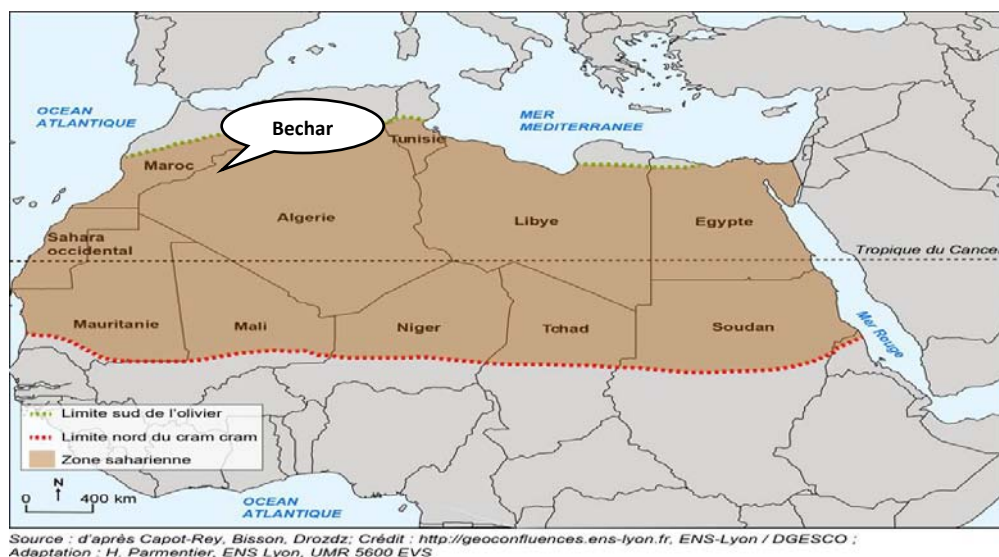 OCEAN
ATLANTIQUE
Bechar
MER
MEDITERRANEE
Tunisie
Maroc
Algerie
Libye
Egypte
Sahara
occidental
Tropique du Cancer
Mauritanie
Mali
Niger
Tchad
Soudan
Mer Rouge
Limite sud de l'olivier
Limite nord du cram cram
Zone saharienne
N
0 400 km
OCEAN
ATLANTIQUE
Source : d'après Capot-Rey, Bisson, Drozdz; Crédit : http://geoconfluences.ens-lyon.fr, ENS-Lyon / DGESCO ;
Adaptation : H. Parmentier, ENS Lyon, UMR 5600 EVS